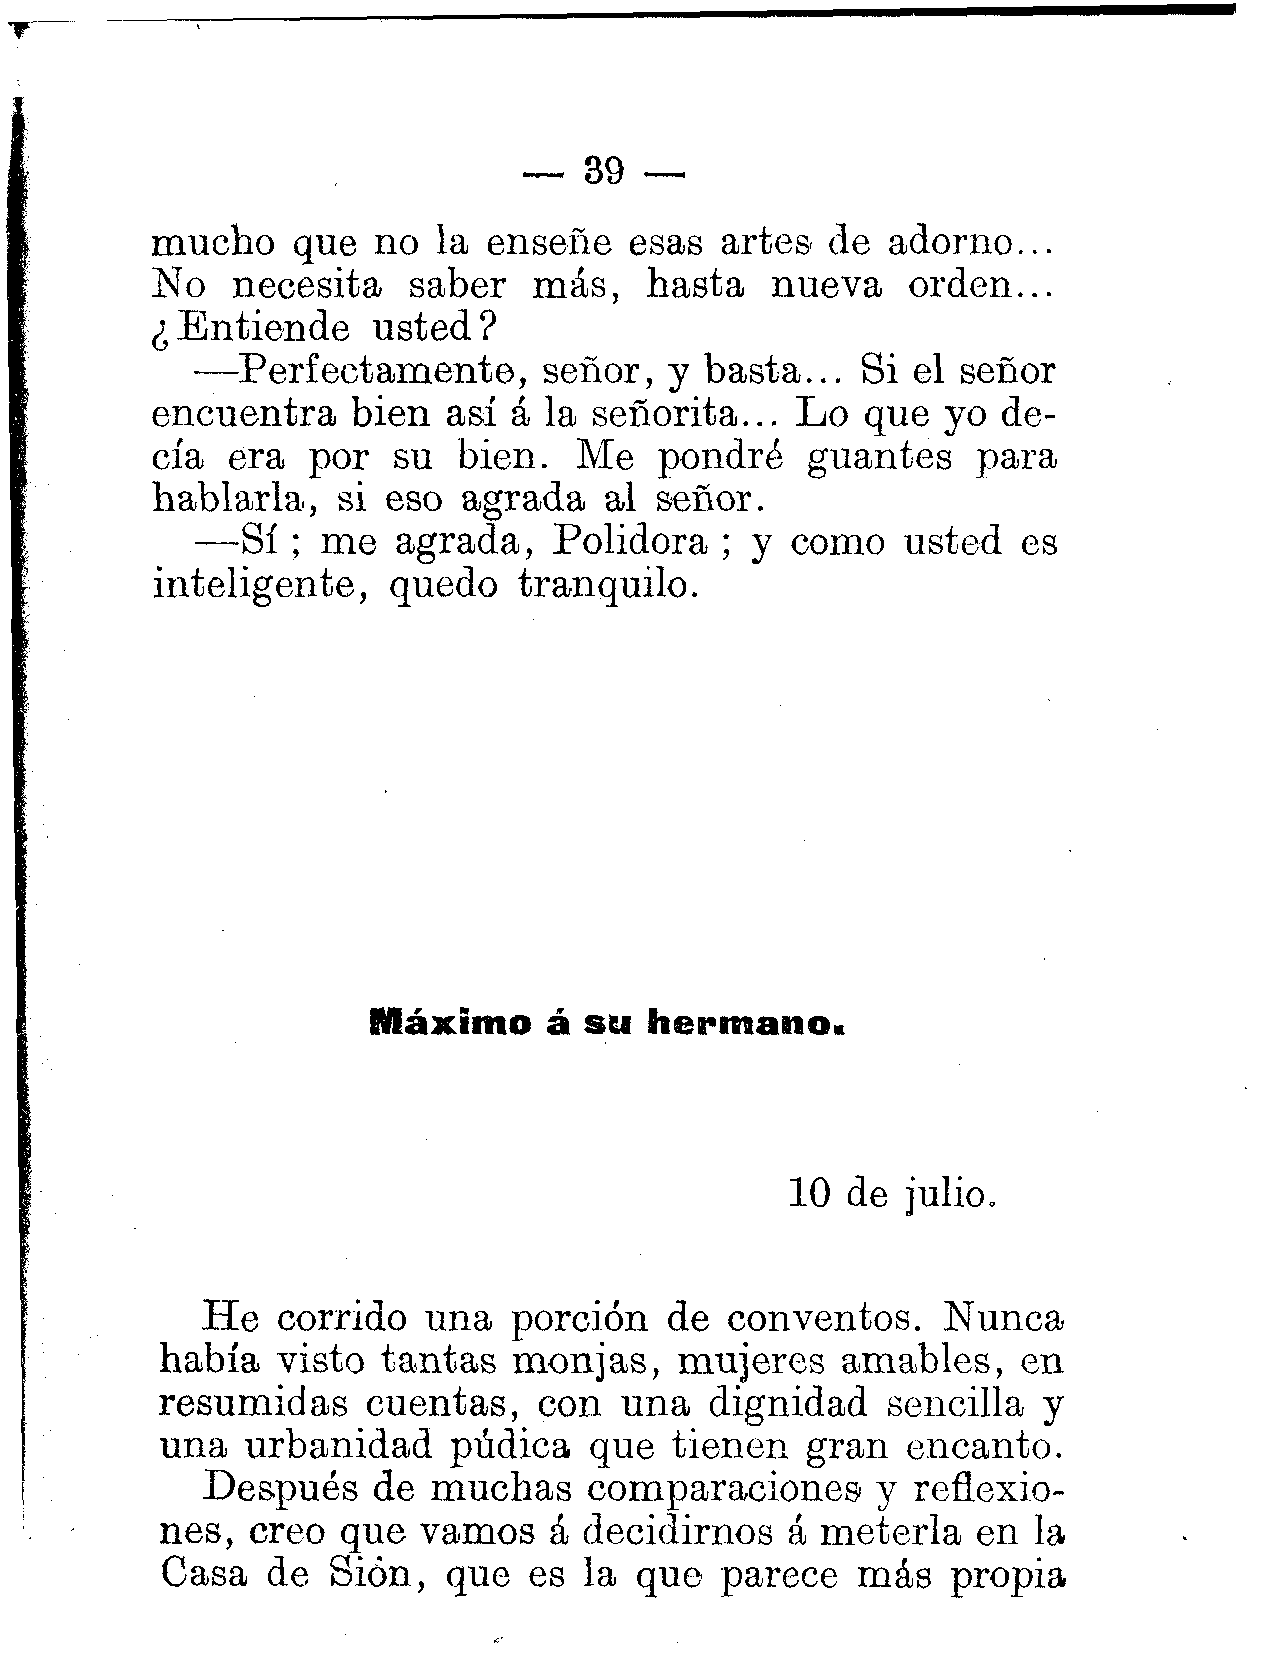 — 39 —
mucho que no la enseñe esas artes de adorno...
No necesita saber más, hasta nueva orden...
¿Entiende usted?
—Perfectamente, señor, y basta... Si el señor
encuentra bien así á la señorita... Lo que yo de-
cía era por su bien. Me pondré guantes para
hablarla, si eso agrada al señor.
—Sí; me agrada, Polidora; y como usted es
inteligente, quedo tranquilo.
Máximo á su hermano.
10 de julio.
He corrido una porción de conventos. Nunca
había visto tantas monjas, mujeres amables, en
resumidas cuentas, con una dignidad sencilla y
una urbanidad púdica que tienen gran encanto.
Después de muchas comparaciones y reflexio-
nes, creo que vamos á decidirnos á meterla en la
Casa de Sión, que es la que parece más propia